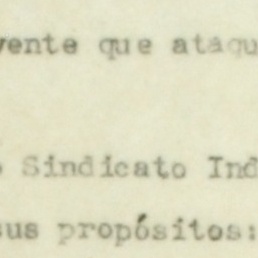 vente que ataqu
Sindicato Ind
sus propósitos: